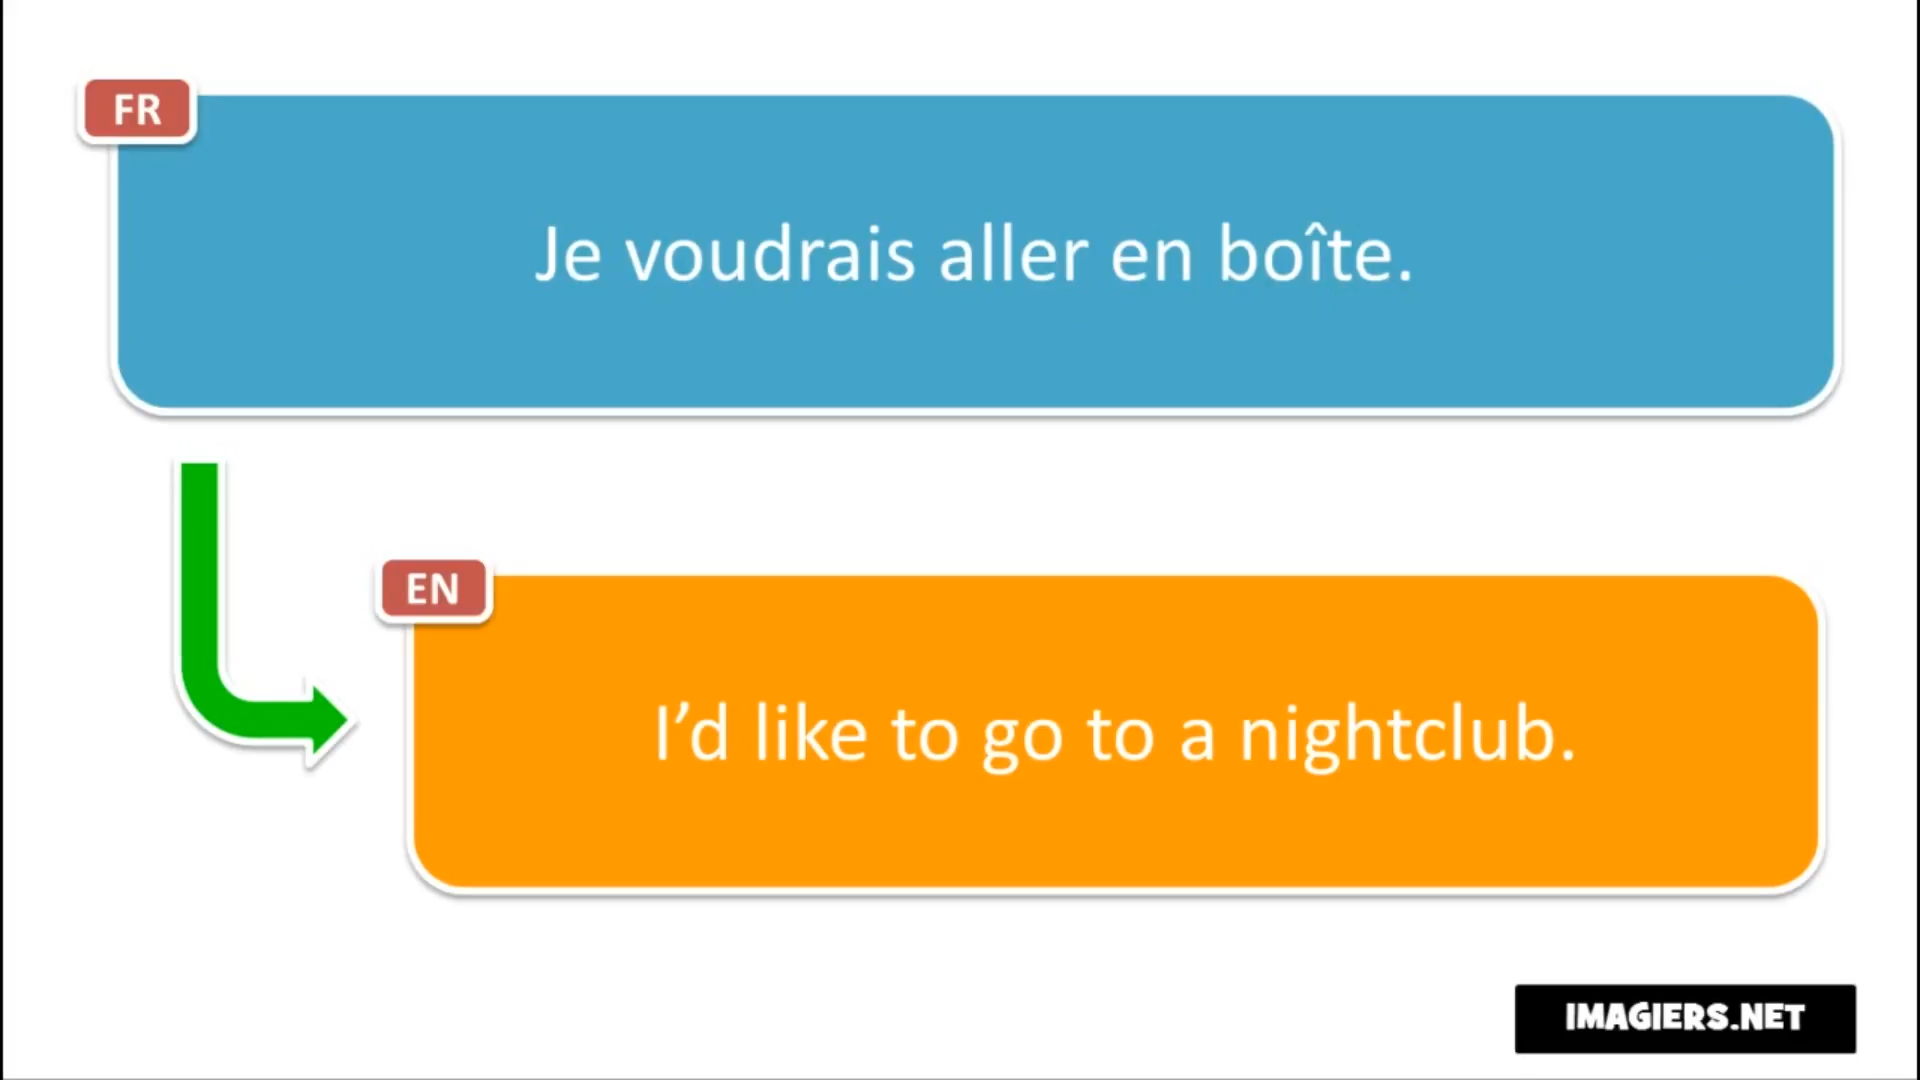 FR
Je voudrais aller en boîte.
EN
I’d like to go to a nightclub.
IMAGIERS.NET